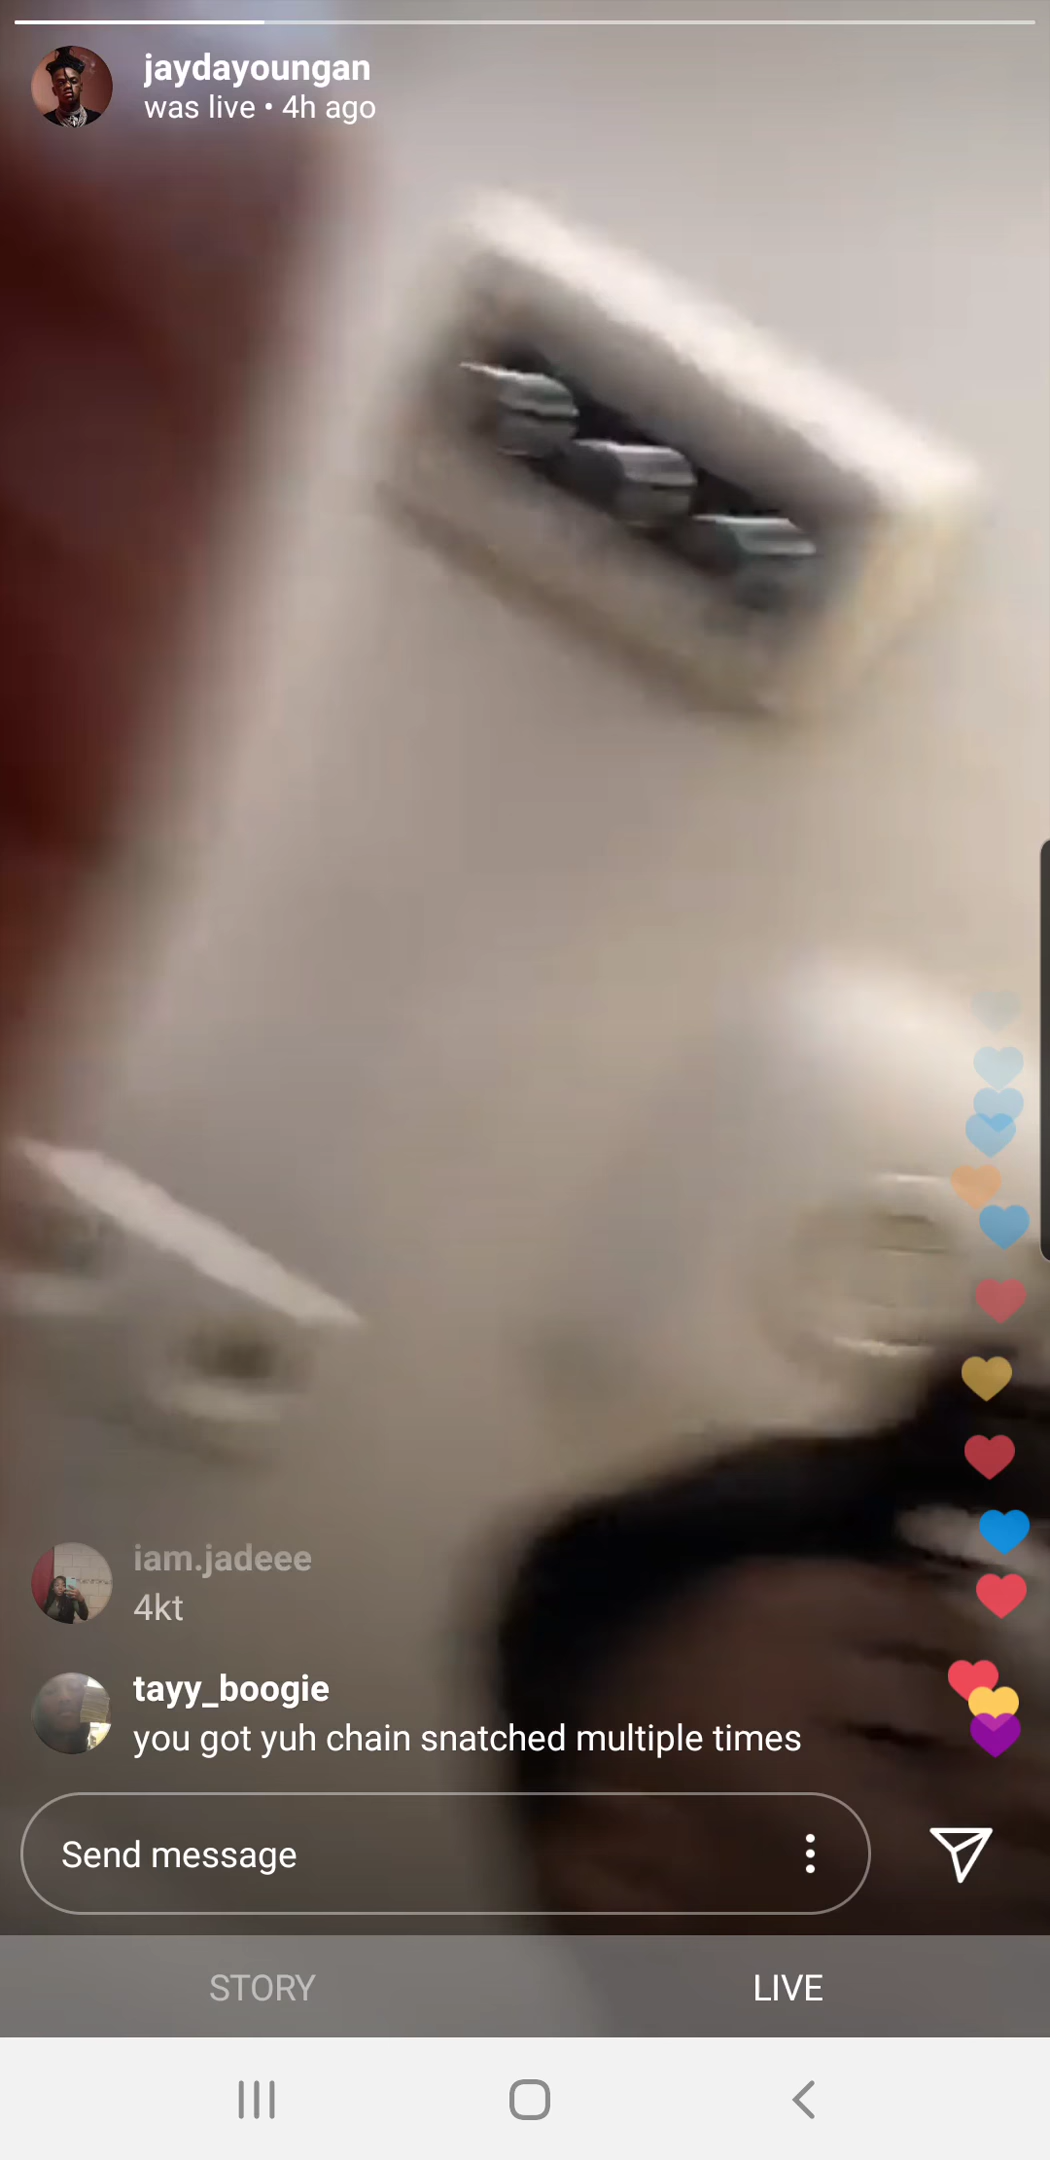 jaydayoungan
was live • 4h ago
iam.jadeee
4kt
tayy_boogie
you got yuh chain snatched multiple times
Send message
STORY
LIVE